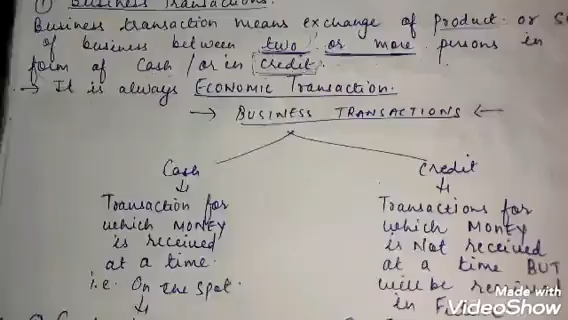 ① Business Transactions.
Business transaction means exchange of product or
of business between two or more persons in
form of cash / or in credit.
→ It is always ECONOMIC Transaction.
→ BUSINESS TRANSACTIONS ←
Cash
↓
Transaction for
which MONEY
is received
at a time.
i.e. On the spot.
↓
Credit
↓
Transactions for
which MONEY
is Not received
at a time BUT
will be received
in
Made with
VideoShow